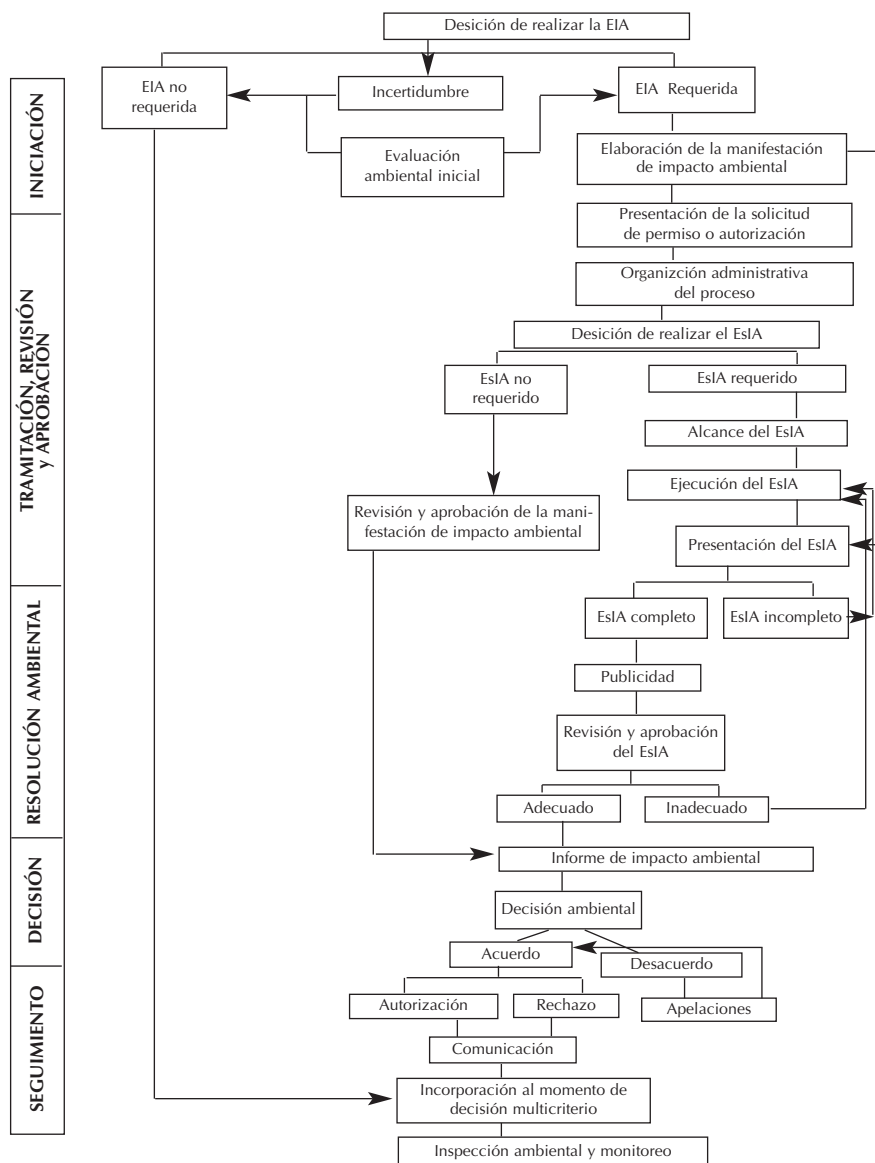 Desición de realizar la EIA
INICIACIÓN
EIA no
requerida
Incertidumbre
EIA Requerida
Evaluación
ambiental inicial
Elaboración de la manifestación
de impacto ambiental
TRAMITACIÓN, REVISIÓN
y APROBACIÓN
Presentación de la solicitud
de permiso o autorización
Organizción administrativa
del proceso
Desición de realizar el EsIA
EsIA no
requerido
EsIA requerido
Alcance del EsIA
Ejecución del EsIA
Revisión y aprobación de la mani-
festación de impacto ambiental
Presentación del EsIA
RESOLUCIÓN AMBIENTAL
EsIA completo
EsIA incompleto
Publicidad
Revisión y aprobación
del EsIA
Adecuado
Inadecuado
DECISIÓN
Informe de impacto ambiental
Decisión ambiental
Acuerdo
Desacuerdo
SEGUIMIENTO
Autorización
Rechazo
Apelaciones
Comunicación
Incorporación al momento de
decisión multicriterio
Inspección ambiental y monitoreo